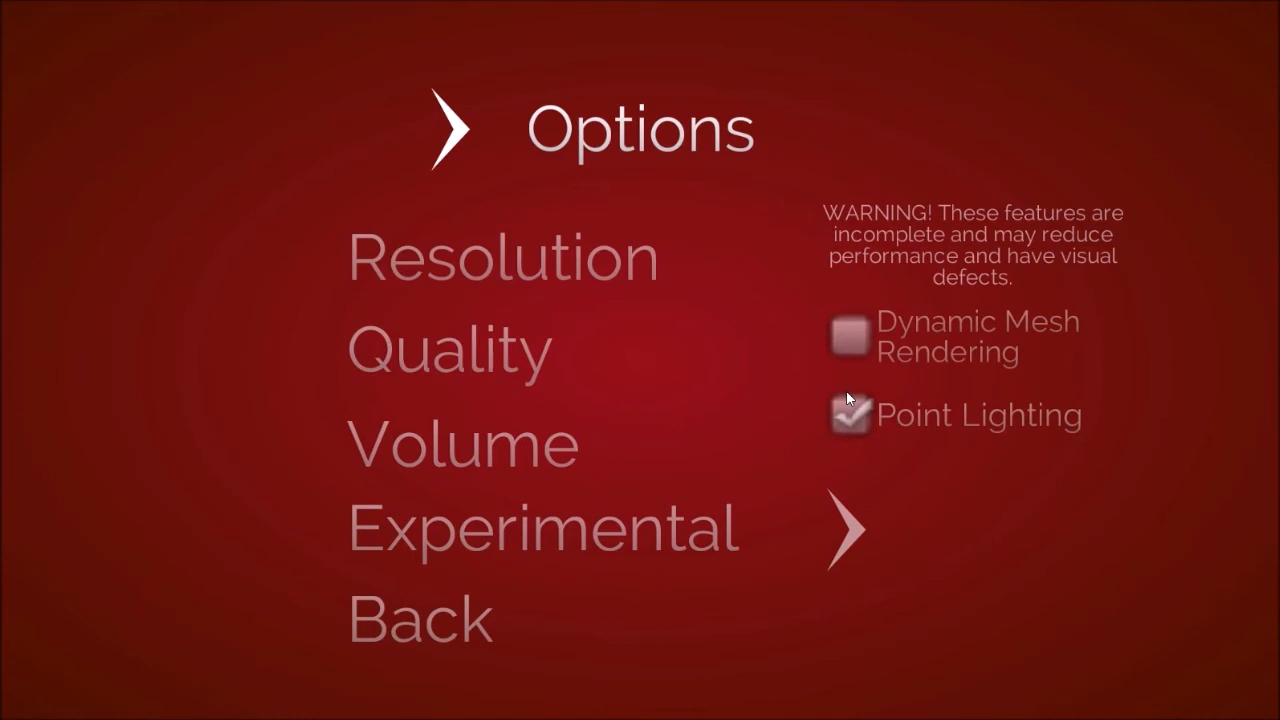 Options
Resolution
Quality
Volume
Experimental
Back
WARNING! These features are
incomplete and may reduce
performance and have visual
defects.
Dynamic Mesh
Rendering
Point Lighting